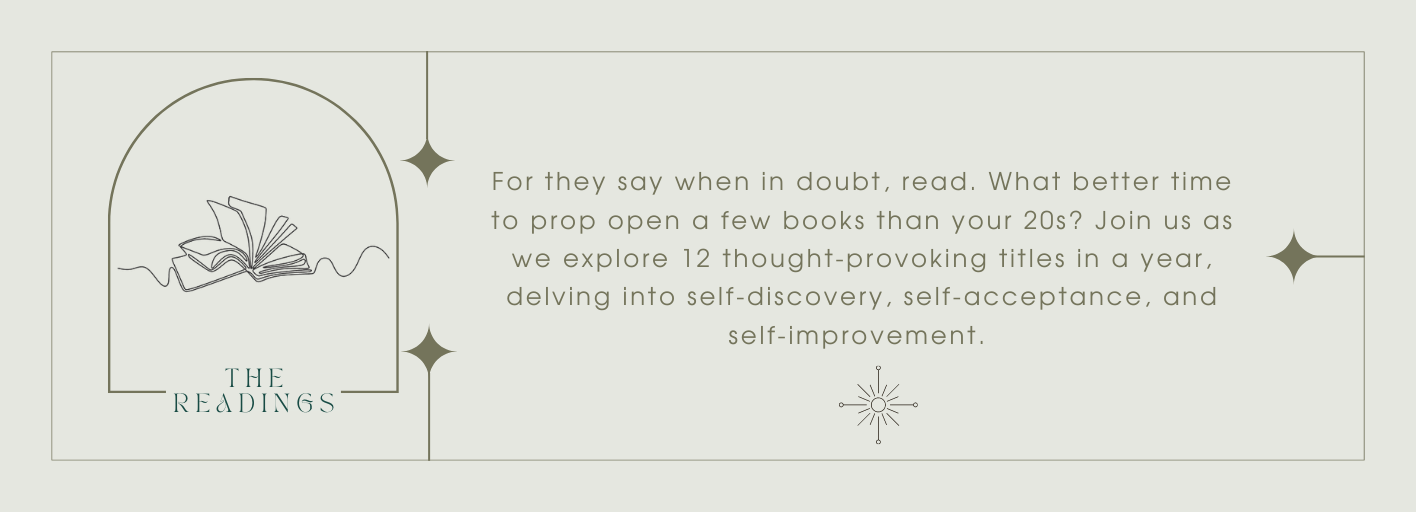 THE
READINGS
For they say when in doubt, read. What better time
to prop open a few books than your 20s? Join us as
we explore 12 thought-provoking titles in a year,
delving into self-discovery, self-acceptance, and
self-improvement.